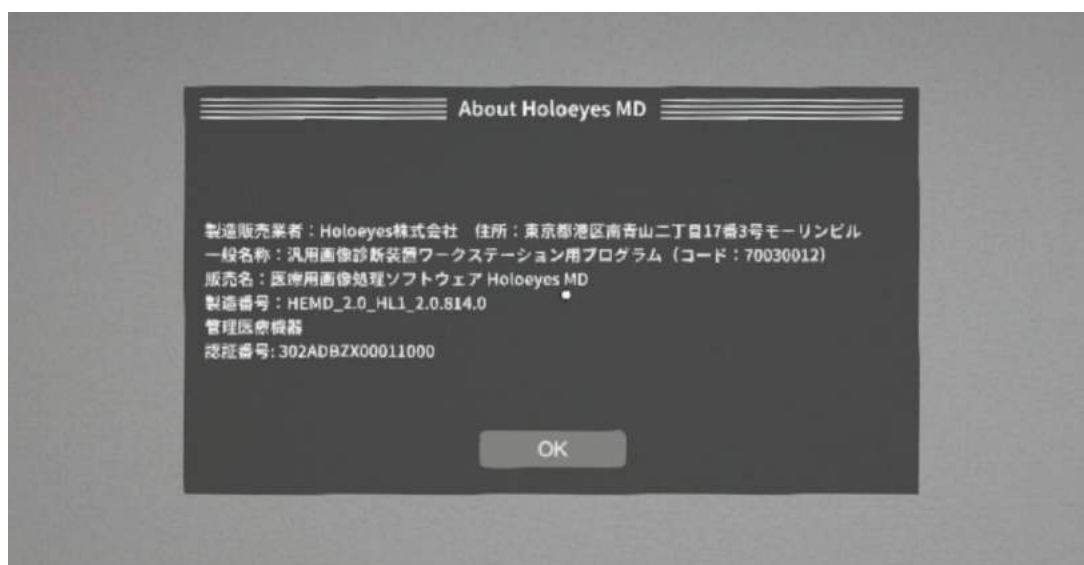 About Holoeyes MD
製造販売業者：Holoeyes株式会社　住所：東京都港区南青山二丁目17番3号モーリンビル
一般名称：汎用画像診断装置ワークステーション用プログラム（コード：70030012）
販売名：医療用画像処理ソフトウェア Holoeyes MD
製造番号：HEMD_2.0_HL1_2.0.814.0
管理医療機器
認証番号: 302ADBZX00011000
OK